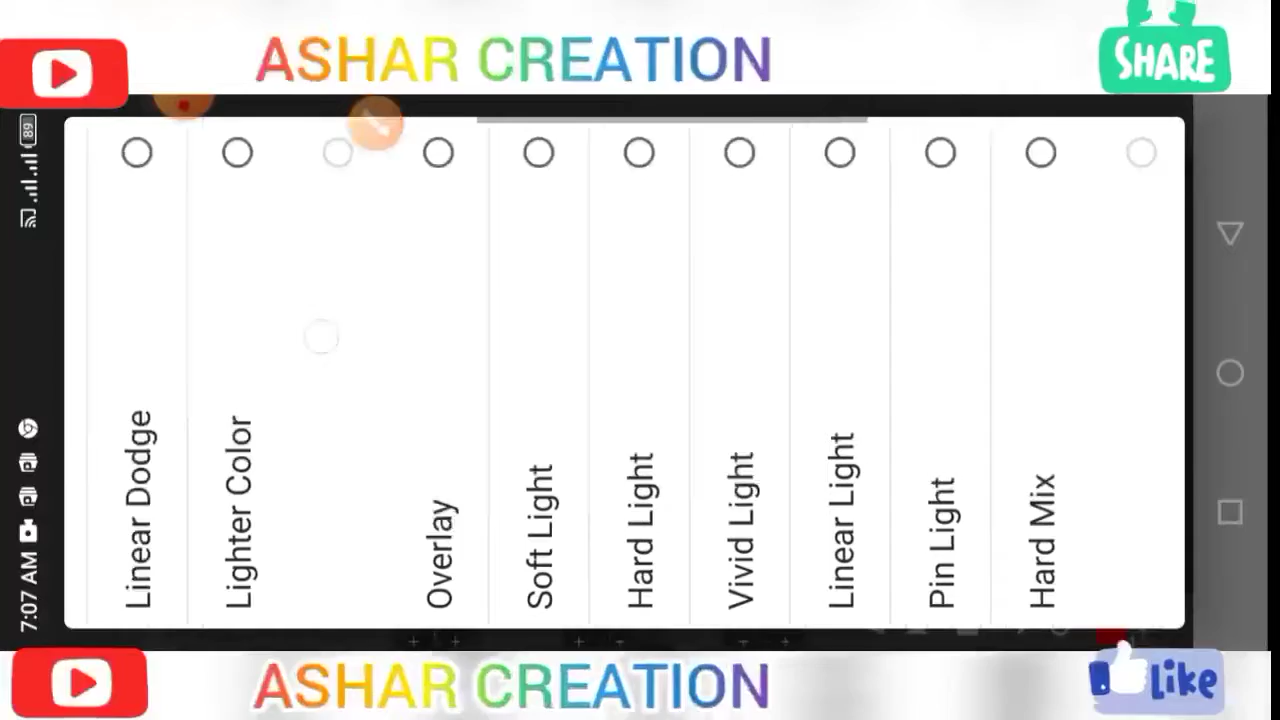 ASHAR CREATION
SHARE
7:07 AM
89
Linear Dodge
Lighter Color
Overlay
Soft Light
Hard Light
Vivid Light
Linear Light
Pin Light
Hard Mix
ASHAR CREATION
Like